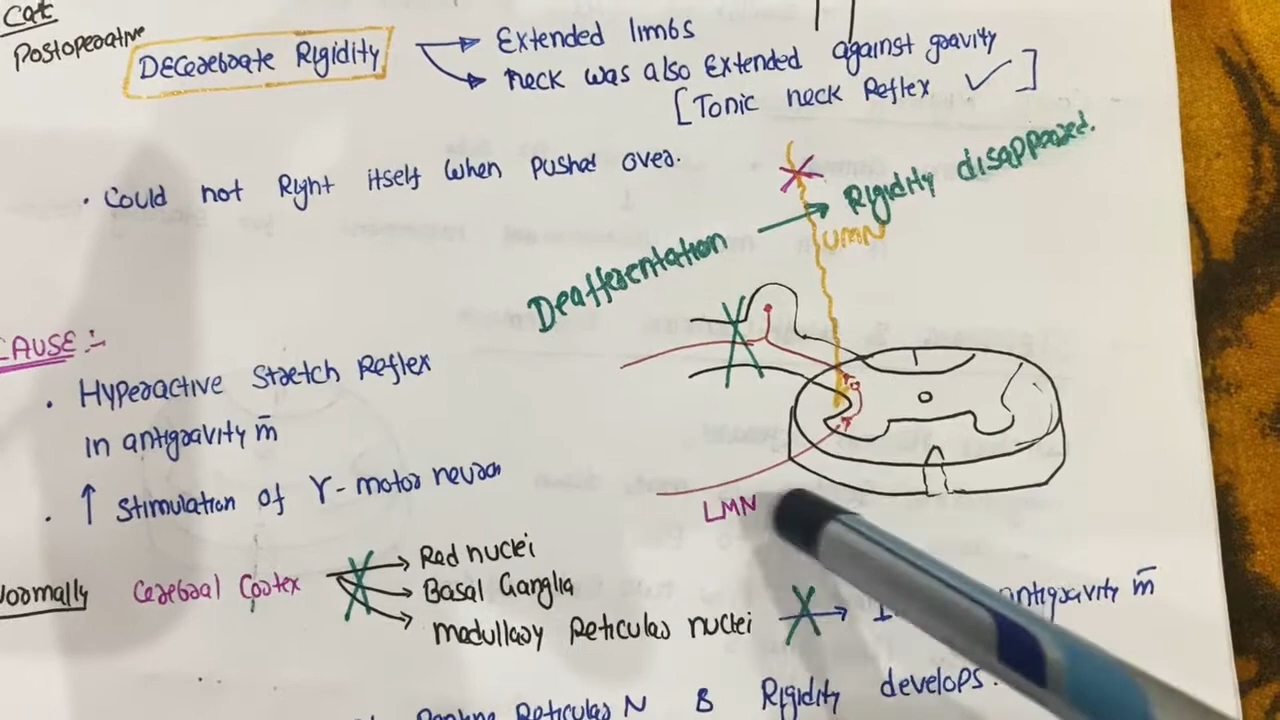 Cat
Postoperative
Decerebrate Rigidity
Extended limbs
neck was also Extended against gravity
[Tonic neck Reflex ✓]
· Could not Right itself when pushed over.
Deafferentation → Rigidity disappeared.
UMN
CAUSE:-
· Hyperactive Stretch Reflex
in antigravity m̄
· ↑ Stimulation of γ-motor neuron
LMN
Normally Cerebral Cortex
Red nuclei
Basal Ganglia
medullary Reticular nuclei
antigravity m̄
Pontine Reticular N & Rigidity develops.